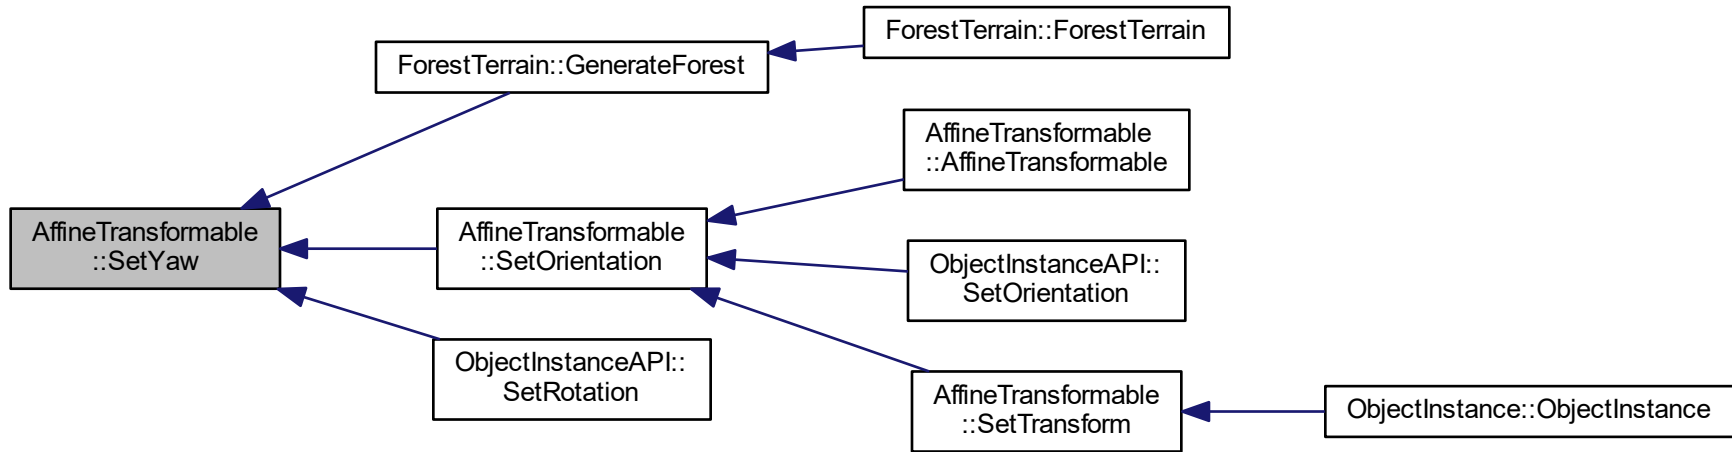 ForestTerrain::ForestTerrain
ForestTerrain::GenerateForest
AffineTransformable
::AffineTransformable
AffineTransformable
::SetYaw
AffineTransformable
::SetOrientation
ObjectInstanceAPI::
SetOrientation
ObjectInstanceAPI::
SetRotation
AffineTransformable
::SetTransform
ObjectInstance::ObjectInstance